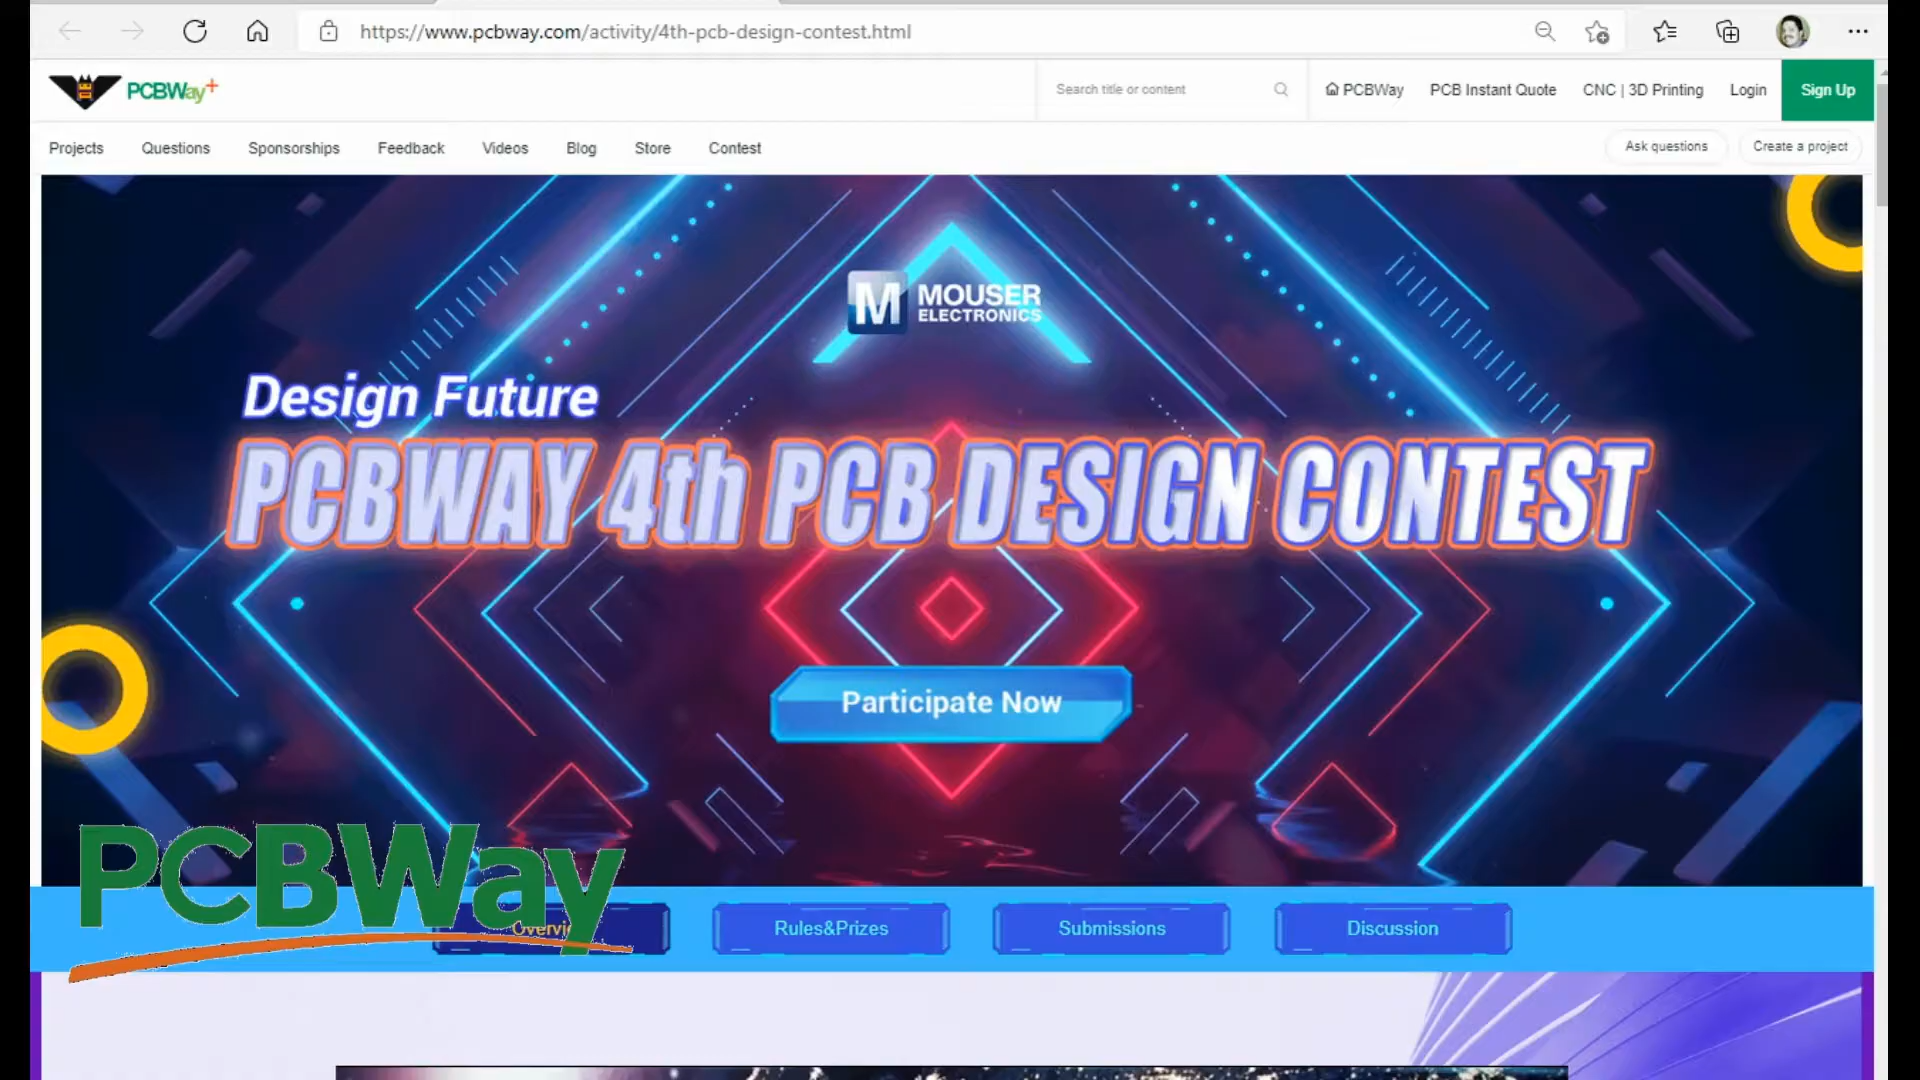 https://www.pcbway.com/activity/4th-pcb-design-contest.html
PCBWay+
Search title or content
PCBWay
PCB Instant Quote
CNC | 3D Printing
Login
Sign Up
Projects
Questions
Sponsorships
Feedback
Videos
Blog
Store
Contest
Ask questions
Create a project
M MOUSER
ELECTRONICS
Design Future
PCBWAY 4th PCB DESIGN CONTEST
Participate Now
PCBWay
Rules&Prizes
Submissions
Discussion